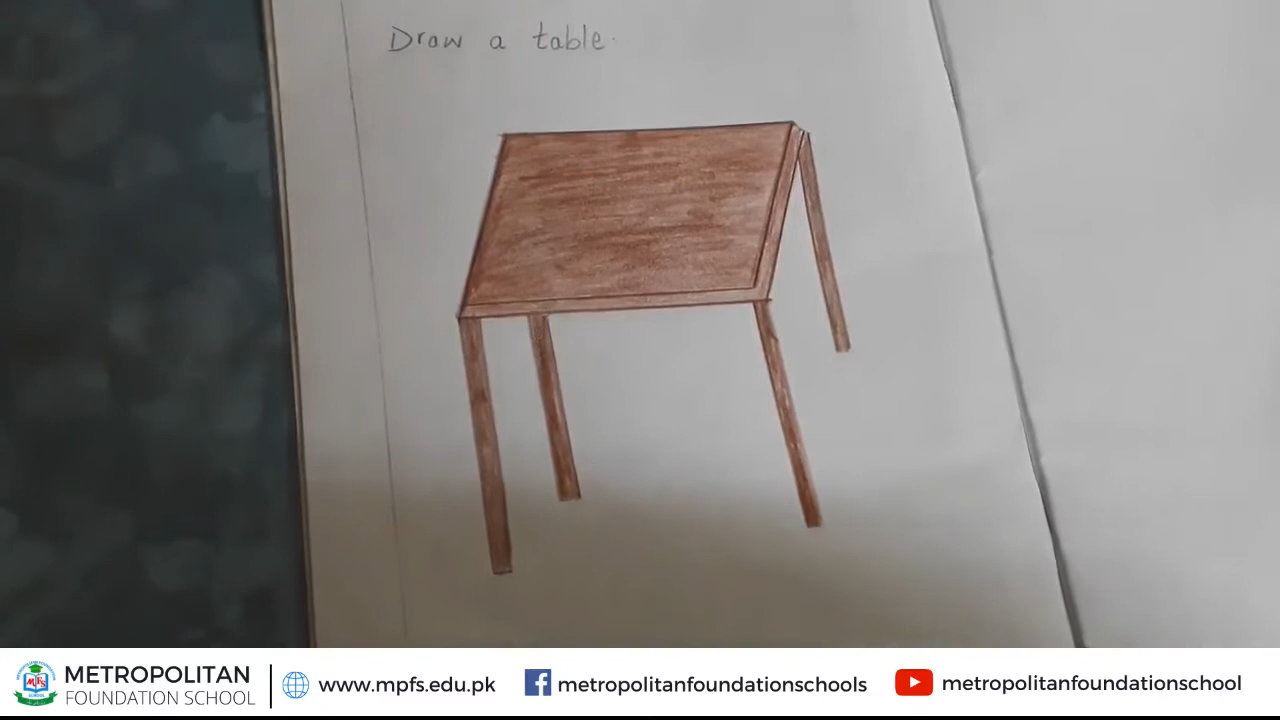 Draw a table.
METROPOLITAN
FOUNDATION SCHOOL
www.mpfs.edu.pk
metropolitanfoundationschools
metropolitanfoundationschool